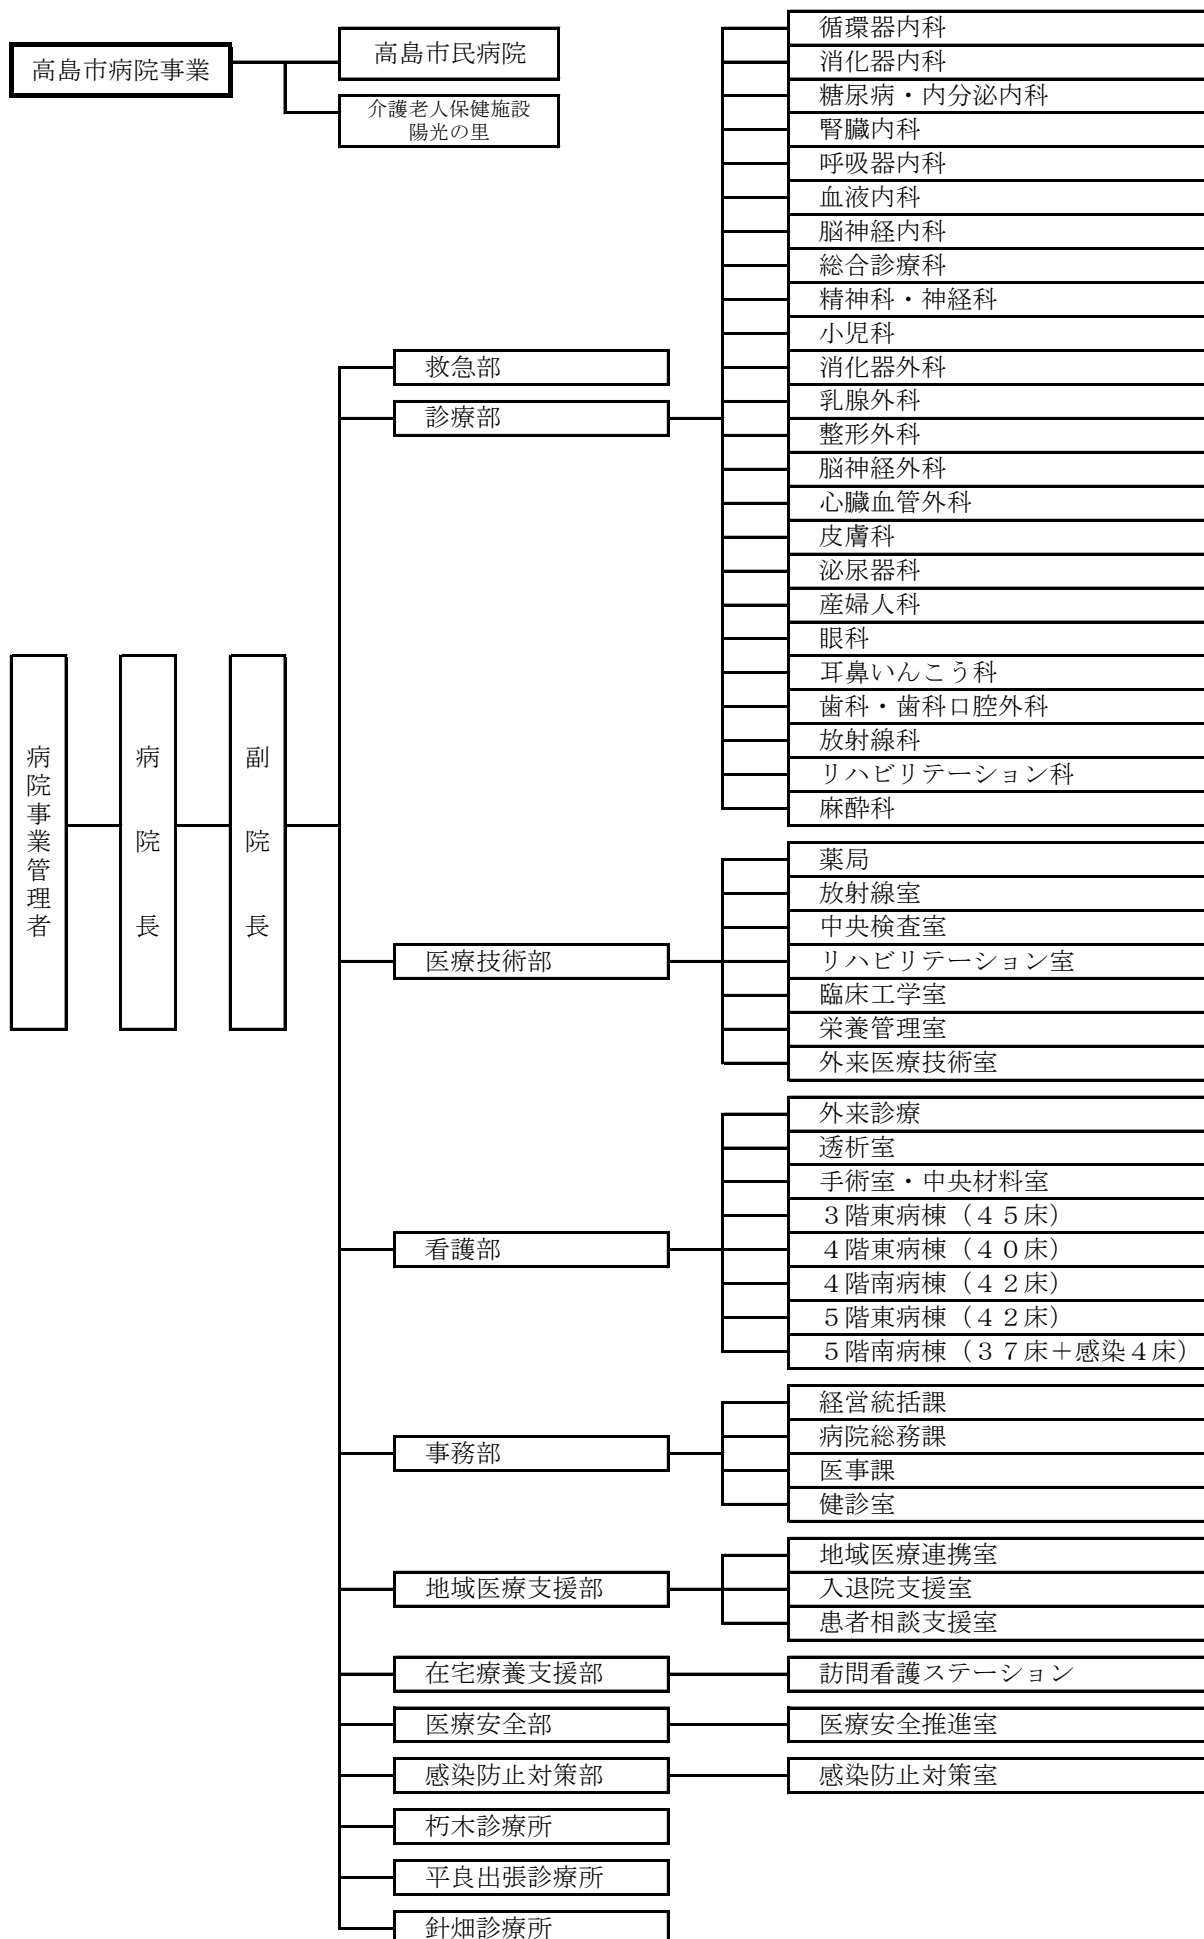 高島市病院事業
高島市民病院
介護老人保健施設
陽光の里
病院事業管理者
病院長
副院長
救急部
診療部
循環器内科
消化器内科
糖尿病・内分泌内科
腎臓内科
呼吸器内科
血液内科
脳神経内科
総合診療科
精神科・神経科
小児科
消化器外科
乳腺外科
整形外科
脳神経外科
心臓血管外科
皮膚科
泌尿器科
産婦人科
眼科
耳鼻いんこう科
歯科・歯科口腔外科
放射線科
リハビリテーション科
麻酔科
医療技術部
薬局
放射線室
中央検査室
リハビリテーション室
臨床工学室
栄養管理室
外来医療技術室
看護部
外来診療
透析室
手術室・中央材料室
３階東病棟（４５床）
４階東病棟（４０床）
４階南病棟（４２床）
５階東病棟（４２床）
５階南病棟（３７床＋感染４床）
事務部
経営統括課
病院総務課
医事課
健診室
地域医療支援部
地域医療連携室
入退院支援室
患者相談支援室
在宅療養支援部
訪問看護ステーション
医療安全部
医療安全推進室
感染防止対策部
感染防止対策室
朽木診療所
平良出張診療所
針畑診療所